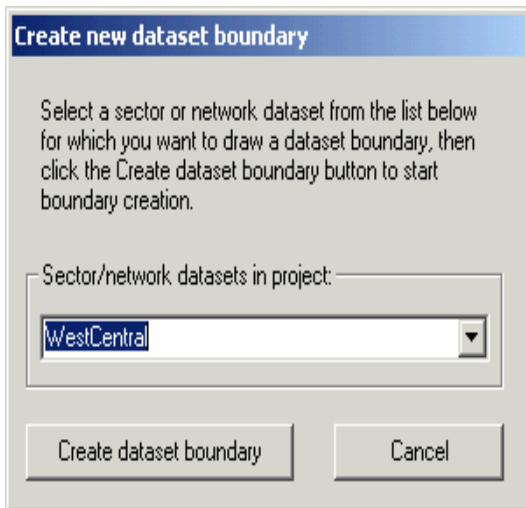 Create new dataset boundary
Select a sector or network dataset from the list below
for which you want to draw a dataset boundary, then
click the Create dataset boundary button to start
boundary creation.
Sector/network datasets in project:
WestCentral
Create dataset boundary
Cancel